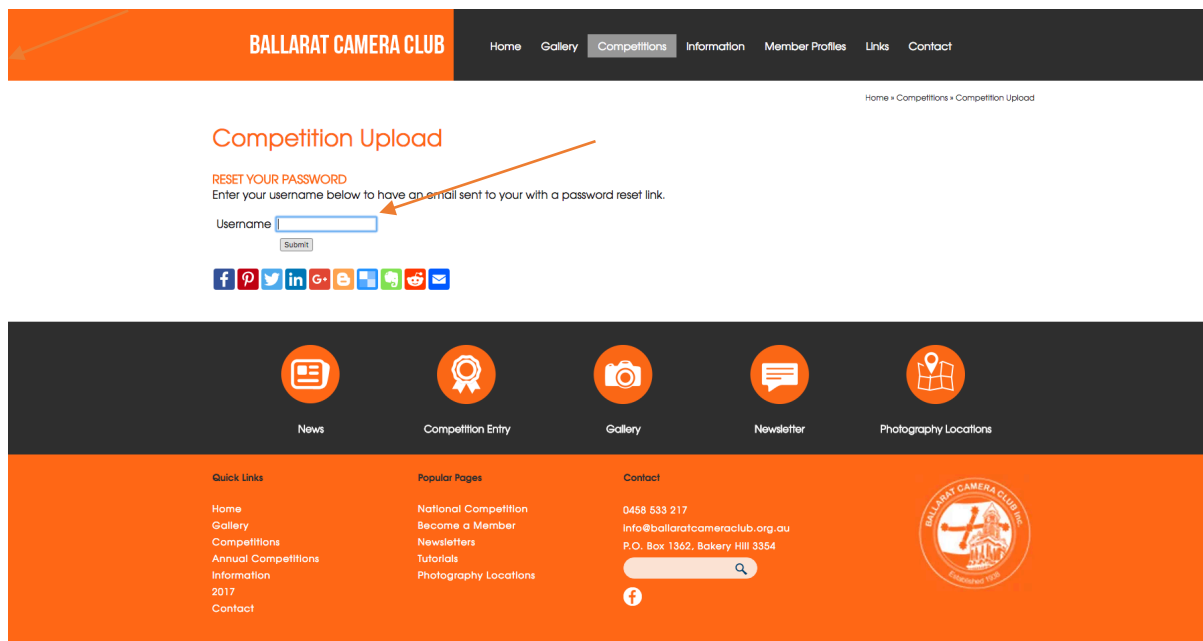 BALLARAT CAMERA CLUB
Home Gallery Competitions Information Member Profiles Links Contact
Home » Competitions » Competition Upload
Competition Upload
RESET YOUR PASSWORD
Enter your username below to have an email sent to your with a password reset link.
Username
Submit
News Competition Entry Gallery Newsletter Photography Locations
Quick Links
Home
Gallery
Competitions
Annual Competitions
Information
2017
Contact
Popular Pages
National Competition
Become a Member
Newsletters
Tutorials
Photography Locations
Contact
0458 533 217
info@ballaratcameraclub.org.au
P.O. Box 1362, Bakery Hill 3354
BALLARAT CAMERA CLUB Inc.
Established 1935